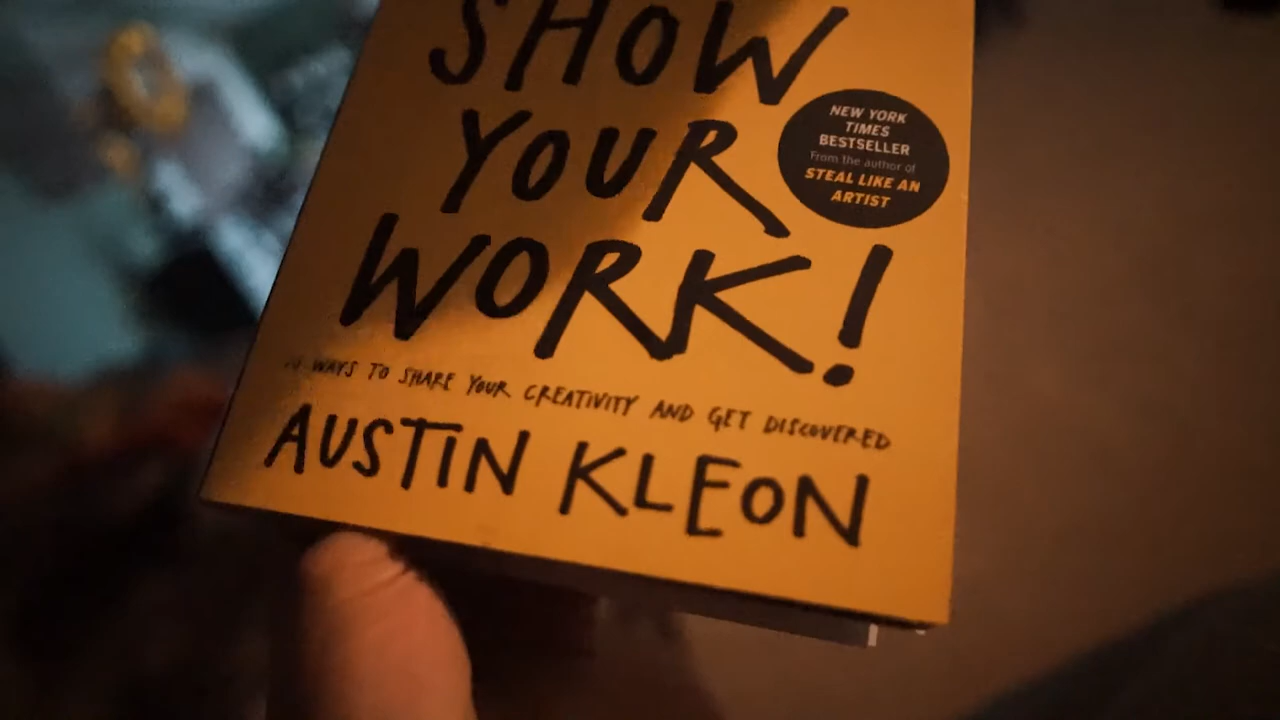 SHOW
YOUR
WORK!
NEW YORK
TIMES
BESTSELLER
From the author of
STEAL LIKE AN
ARTIST
WAYS TO SHARE YOUR CREATIVITY AND GET DISCOVERED
AUSTIN KLEON